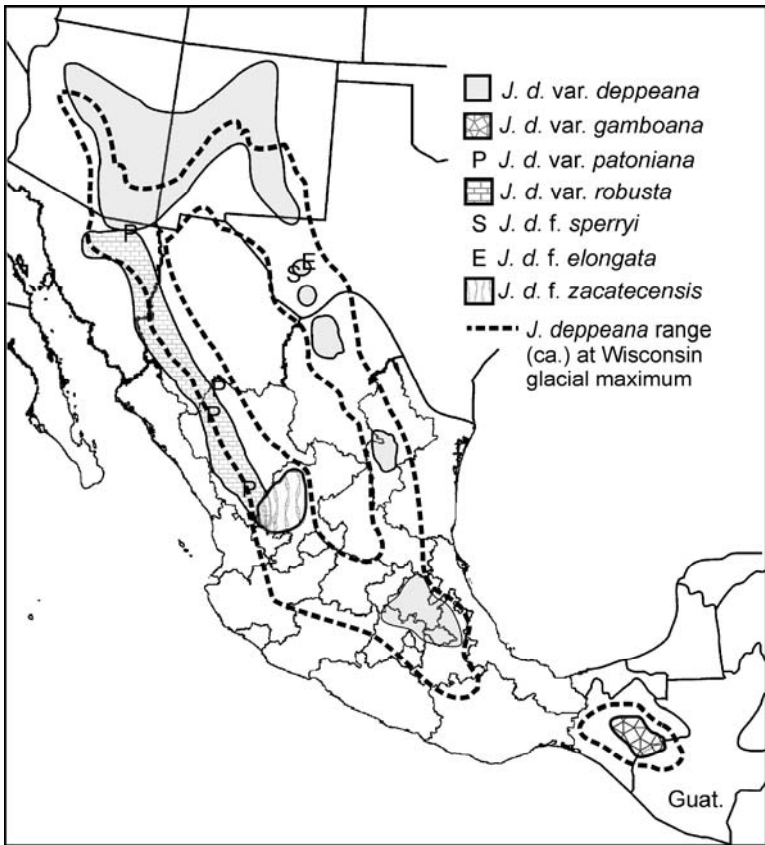 J. d. var. deppeana
J. d. var. gamboana
P J. d. var. patoniana
J. d. var. robusta
S J. d. f. sperryi
E J. d. f. elongata
J. d. f. zacatecensis
J. deppeana range
(ca.) at Wisconsin
glacial maximum
P
S E
P
P
P
Guat.